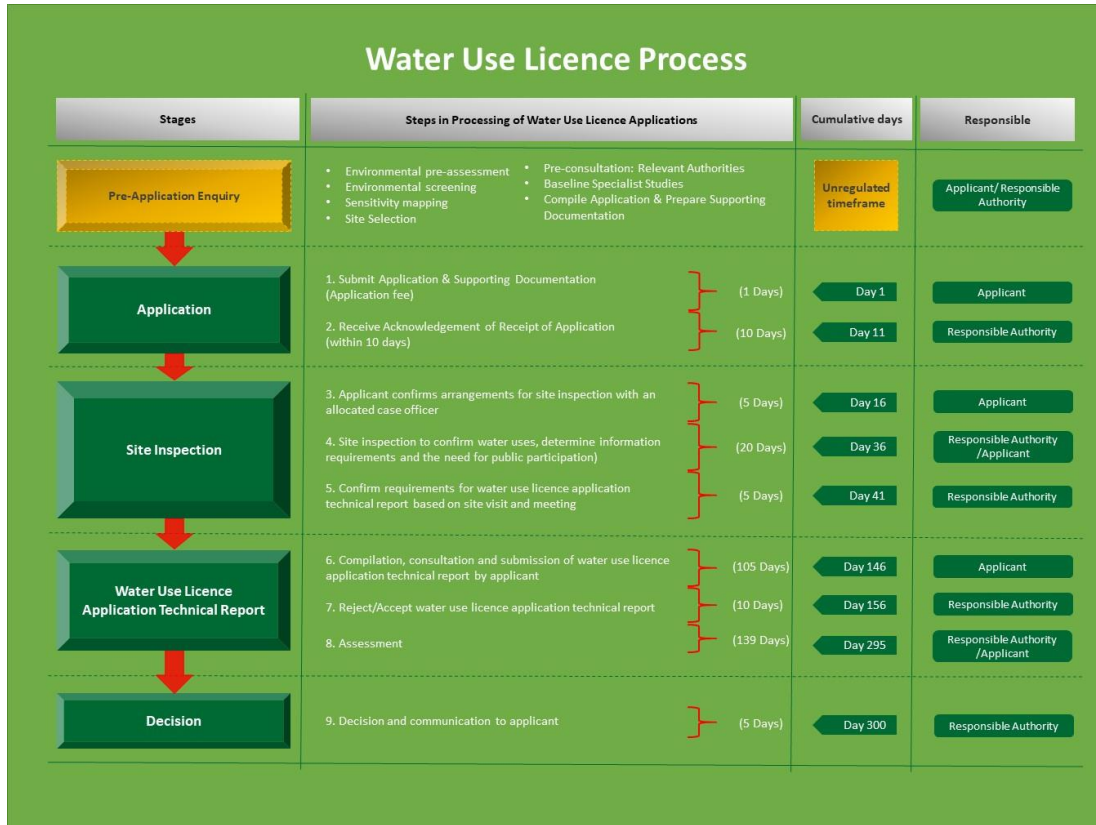 Water Use Licence Process
Stages
Steps in Processing of Water Use Licence Applications
Cumulative days
Responsible
Pre-Application Enquiry
• Environmental pre-assessment
• Environmental screening
• Sensitivity mapping
• Site Selection
• Pre-consultation: Relevant Authorities
• Baseline Specialist Studies
• Compile Application & Prepare Supporting
Documentation
Unregulated
timeframe
Applicant/ Responsible
Authority
Application
1. Submit Application & Supporting Documentation
(Application fee)
(1 Days)
Day 1
Applicant
2. Receive Acknowledgement of Receipt of Application
(within 10 days)
(10 Days)
Day 11
Responsible Authority
Site Inspection
3. Applicant confirms arrangements for site inspection with an
allocated case officer
(5 Days)
Day 16
Applicant
4. Site inspection to confirm water uses, determine information
requirements and the need for public participation)
(20 Days)
Day 36
Responsible Authority
/Applicant
5. Confirm requirements for water use licence application
technical report based on site visit and meeting
(5 Days)
Day 41
Responsible Authority
Water Use Licence
Application Technical Report
6. Compilation, consultation and submission of water use licence
application technical report by applicant
(105 Days)
Day 146
Applicant
7. Reject/Accept water use licence application technical report
(10 Days)
Day 156
Responsible Authority
8. Assessment
(139 Days)
Day 295
Responsible Authority
/Applicant
Decision
9. Decision and communication to applicant
(5 Days)
Day 300
Responsible Authority